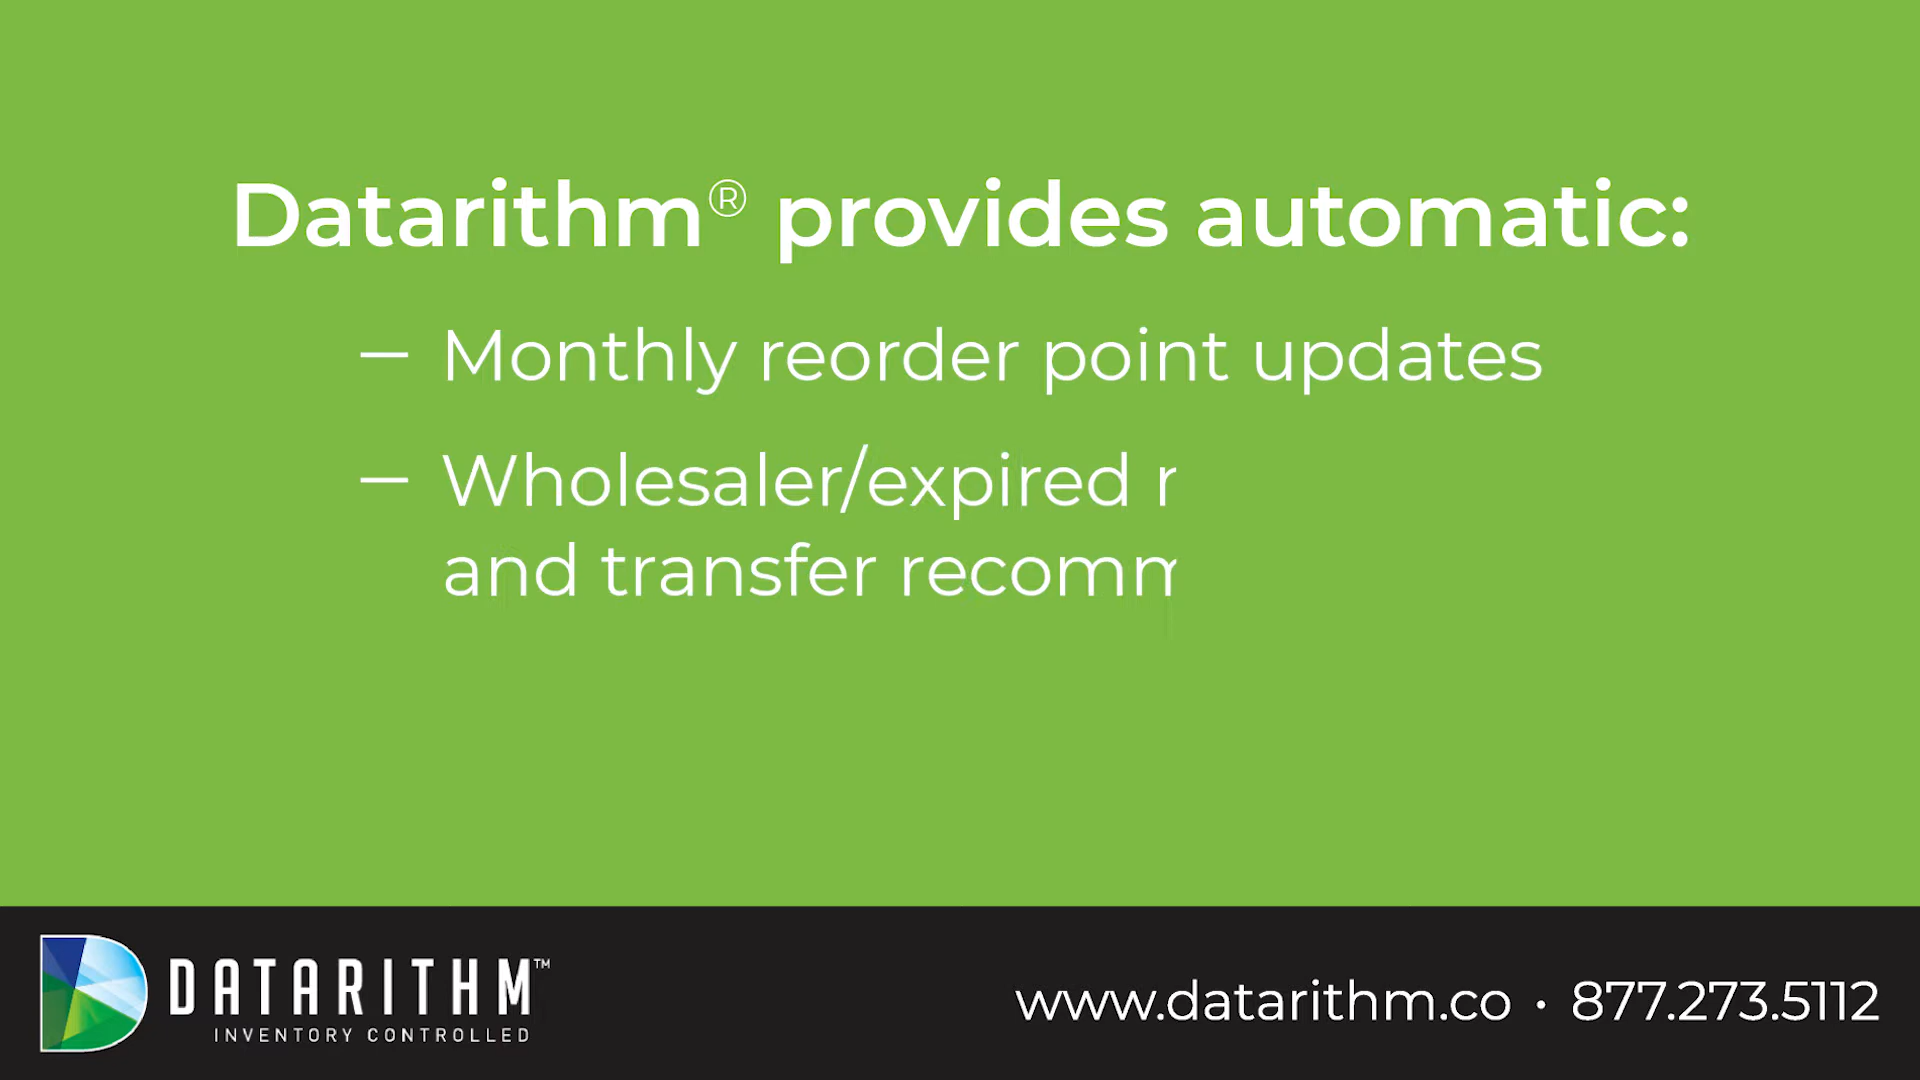 Datarithm® provides automatic:
– Monthly reorder point updates
– Wholesaler/expired r
and transfer recom
DATARITHM™
INVENTORY CONTROLLED
www.datarithm.co · 877.273.5112